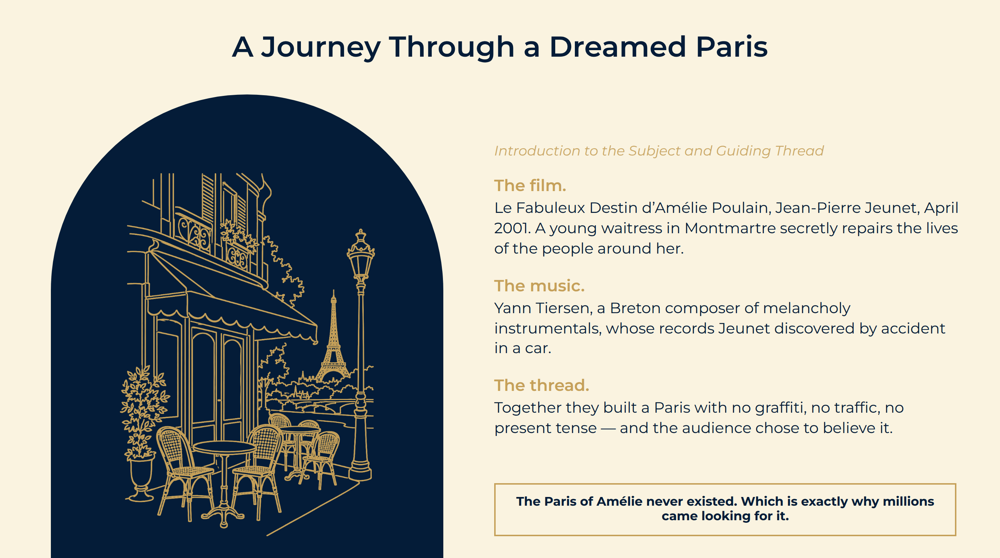 A Journey Through a Dreamed Paris
Introduction to the Subject and Guiding Thread
The film.
Le Fabuleux Destin d’Amélie Poulain, Jean-Pierre Jeunet, April
2001. A young waitress in Montmartre secretly repairs the lives
of the people around her.
The music.
Yann Tiersen, a Breton composer of melancholy
instrumentals, whose records Jeunet discovered by accident
in a car.
The thread.
Together they built a Paris with no graffiti, no traffic, no
present tense — and the audience chose to believe it.
The Paris of Amélie never existed. Which is exactly why millions
came looking for it.